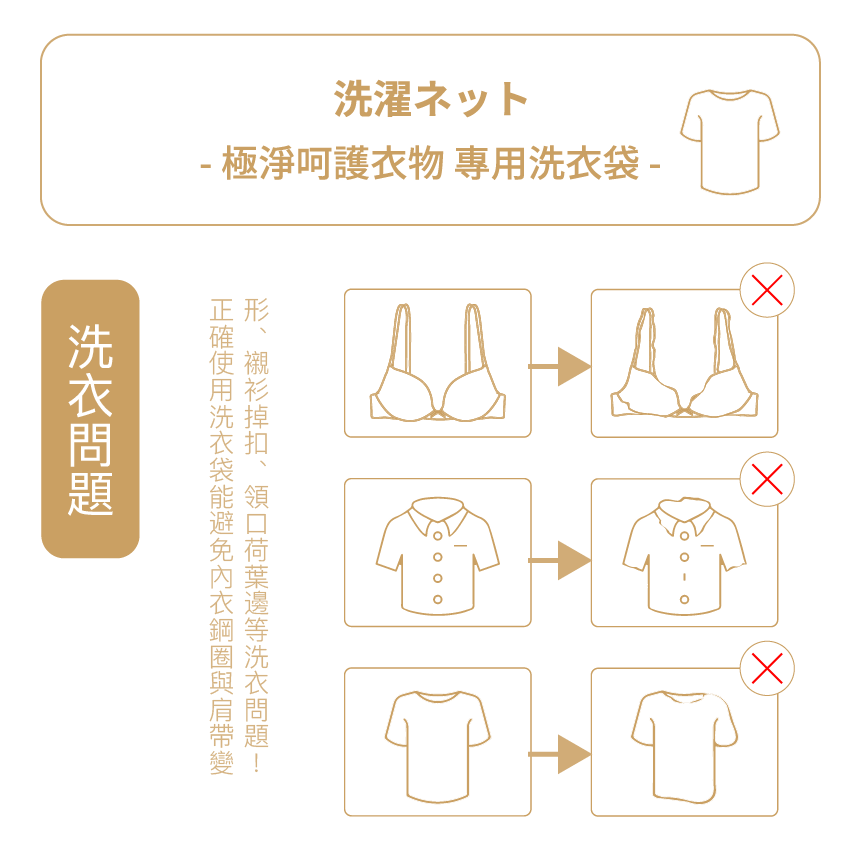 洗濯ネット
- 極淨呵護衣物 專用洗衣袋 -
洗衣問題
正確使用洗衣袋能避免內衣鋼圈與肩帶變
形、襯衫掉扣、領口荷葉邊等洗衣問題！